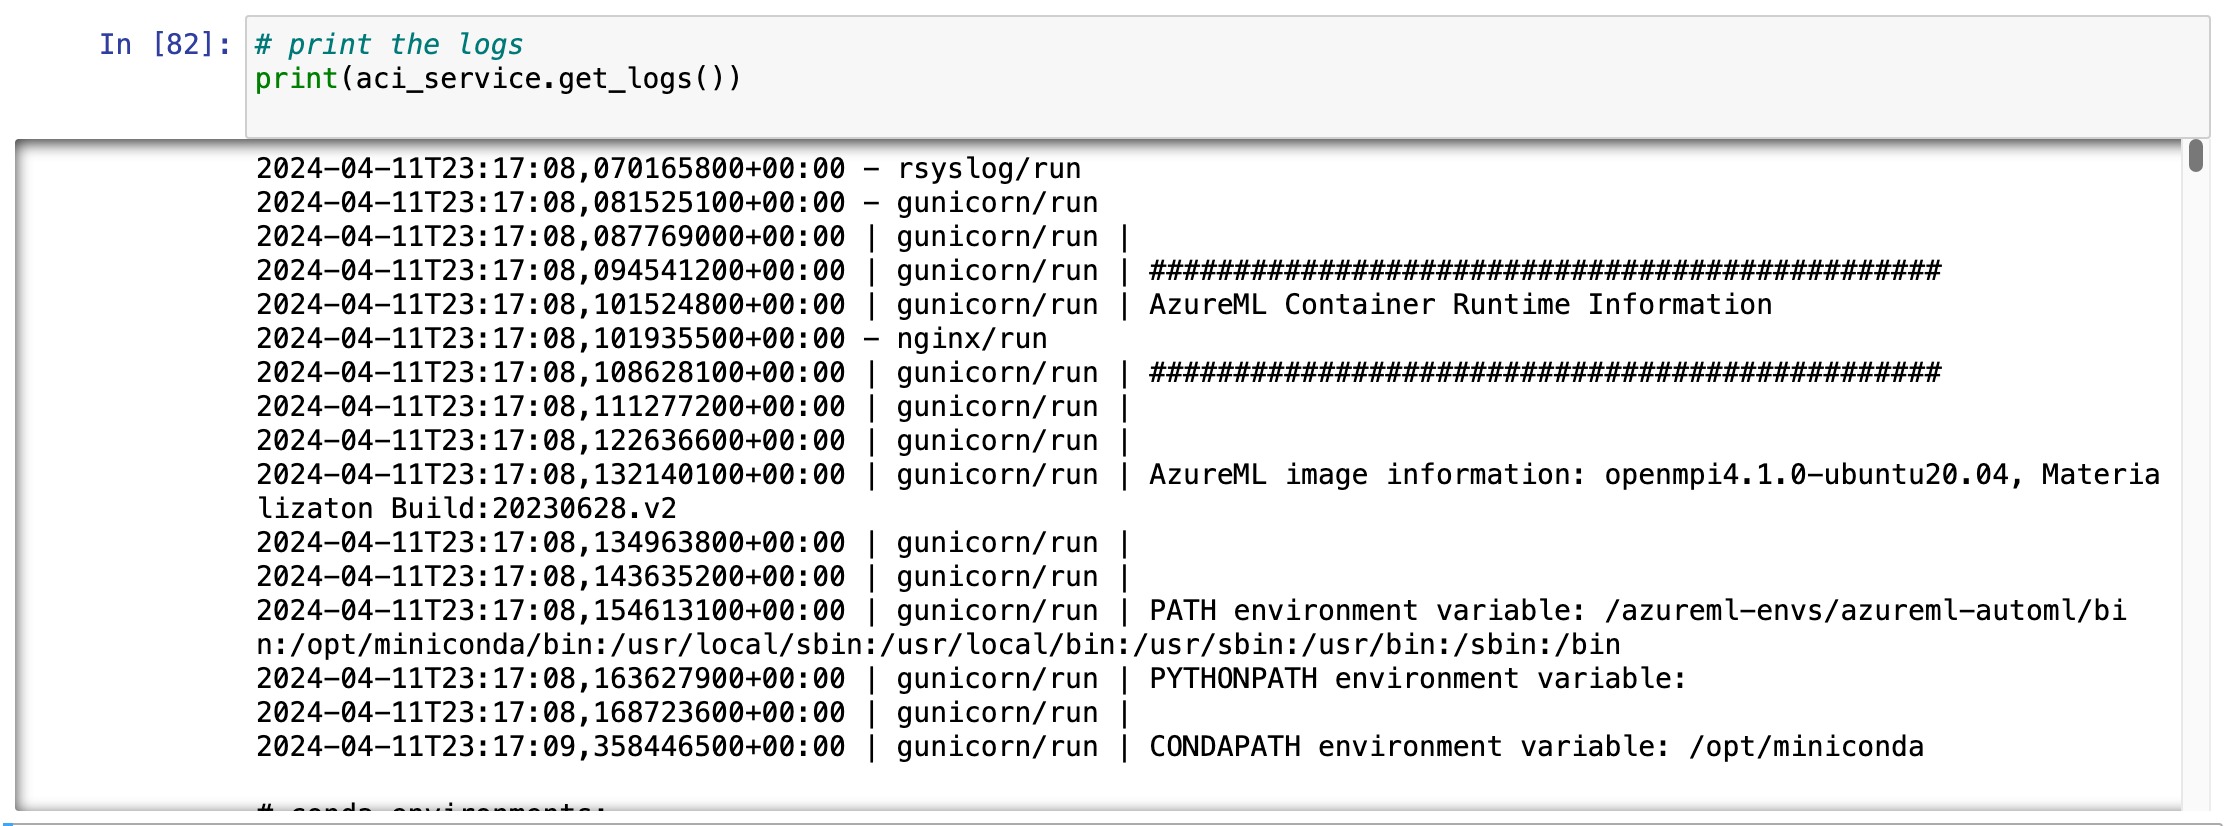 In [82]: # print the logs
print(aci_service.get_logs())
2024-04-11T23:17:08,070165800+00:00 - rsyslog/run
2024-04-11T23:17:08,081525100+00:00 - gunicorn/run
2024-04-11T23:17:08,087769000+00:00 | gunicorn/run |
2024-04-11T23:17:08,094541200+00:00 | gunicorn/run | ###############################################
2024-04-11T23:17:08,101524800+00:00 | gunicorn/run | AzureML Container Runtime Information
2024-04-11T23:17:08,101935500+00:00 - nginx/run
2024-04-11T23:17:08,108628100+00:00 | gunicorn/run | ###############################################
2024-04-11T23:17:08,111277200+00:00 | gunicorn/run |
2024-04-11T23:17:08,122636600+00:00 | gunicorn/run |
2024-04-11T23:17:08,132140100+00:00 | gunicorn/run | AzureML image information: openmpi4.1.0-ubuntu20.04, Materia
lizaton Build:20230628.v2
2024-04-11T23:17:08,134963800+00:00 | gunicorn/run |
2024-04-11T23:17:08,143635200+00:00 | gunicorn/run |
2024-04-11T23:17:08,154613100+00:00 | gunicorn/run | PATH environment variable: /azureml-envs/azureml-automl/bi
n:/opt/miniconda/bin:/usr/local/sbin:/usr/local/bin:/usr/sbin:/usr/bin:/sbin:/bin
2024-04-11T23:17:08,163627900+00:00 | gunicorn/run | PYTHONPATH environment variable:
2024-04-11T23:17:08,168723600+00:00 | gunicorn/run |
2024-04-11T23:17:09,358446500+00:00 | gunicorn/run | CONDAPATH environment variable: /opt/miniconda
# conda environments: